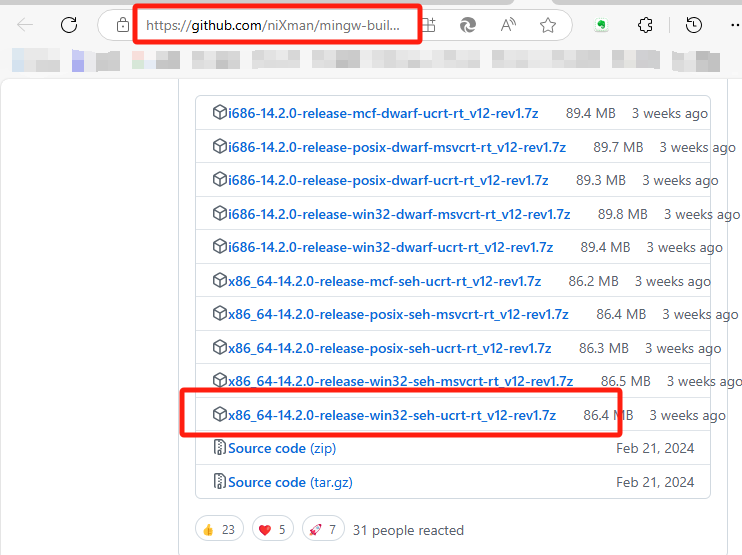 https://github.com/niXman/mingw-buil...
i686-14.2.0-release-mcf-dwarf-ucrt-rt_v12-rev1.7z 89.4 MB 3 weeks ago
i686-14.2.0-release-posix-dwarf-msvcrt-rt_v12-rev1.7z 89.7 MB 3 weeks ago
i686-14.2.0-release-posix-dwarf-ucrt-rt_v12-rev1.7z 89.3 MB 3 weeks ago
i686-14.2.0-release-win32-dwarf-msvcrt-rt_v12-rev1.7z 89.8 MB 3 weeks ago
i686-14.2.0-release-win32-dwarf-ucrt-rt_v12-rev1.7z 89.4 MB 3 weeks ago
x86_64-14.2.0-release-mcf-seh-ucrt-rt_v12-rev1.7z 86.2 MB 3 weeks ago
x86_64-14.2.0-release-posix-seh-msvcrt-rt_v12-rev1.7z 86.4 MB 3 weeks ago
x86_64-14.2.0-release-posix-seh-ucrt-rt_v12-rev1.7z 86.3 MB 3 weeks ago
x86_64-14.2.0-release-win32-seh-msvcrt-rt_v12-rev1.7z 86.5 MB 3 weeks ago
x86_64-14.2.0-release-win32-seh-ucrt-rt_v12-rev1.7z 86.4 MB 3 weeks ago
Source code (zip) Feb 21, 2024
Source code (tar.gz) Feb 21, 2024
23 5 7 31 people reacted